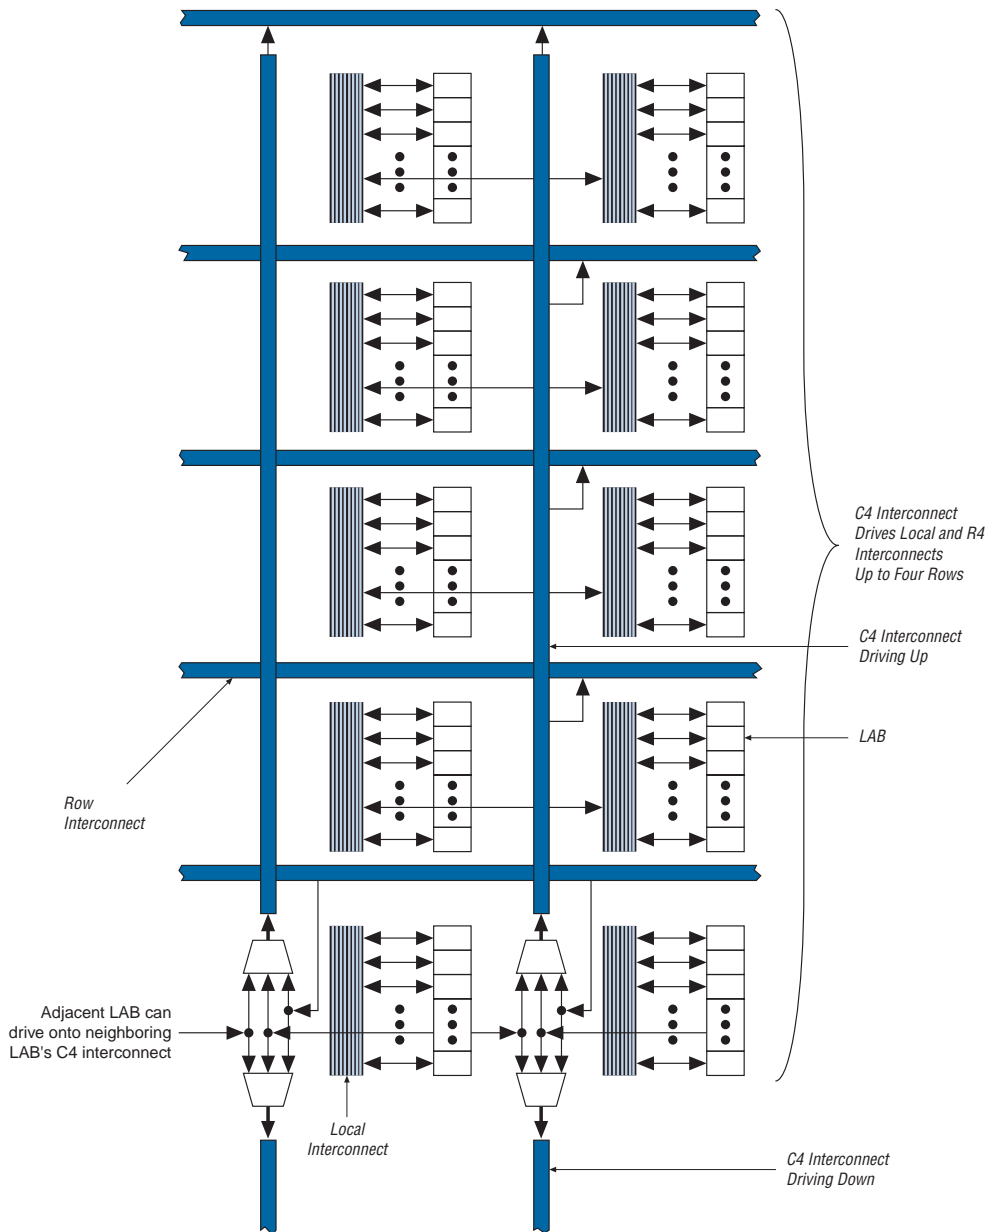 C4 Interconnect
Drives Local and R4
Interconnects
Up to Four Rows
C4 Interconnect
Driving Up
LAB
Row
Interconnect
Adjacent LAB can
drive onto neighboring
LAB's C4 interconnect
Local
Interconnect
C4 Interconnect
Driving Down